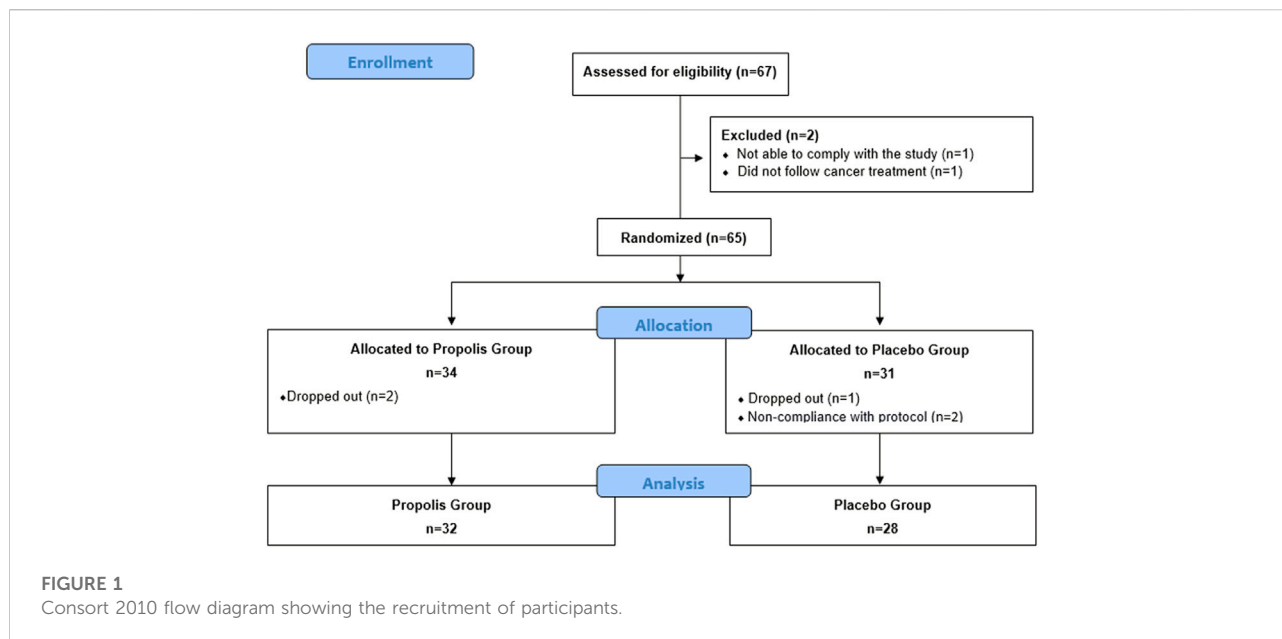 Enrollment
Assessed for eligibility (n=67)
Excluded (n=2)
⬧ Not able to comply with the study (n=1)
⬧ Did not follow cancer treatment (n=1)
Randomized (n=65)
Allocation
Allocated to Propolis Group
n=34
⬧Dropped out (n=2)
Allocated to Placebo Group
n=31
⬧ Dropped out (n=1)
⬧ Non-compliance with protocol (n=2)
Analysis
Propolis Group
n=32
Placebo Group
n=28
FIGURE 1
Consort 2010 flow diagram showing the recruitment of participants.